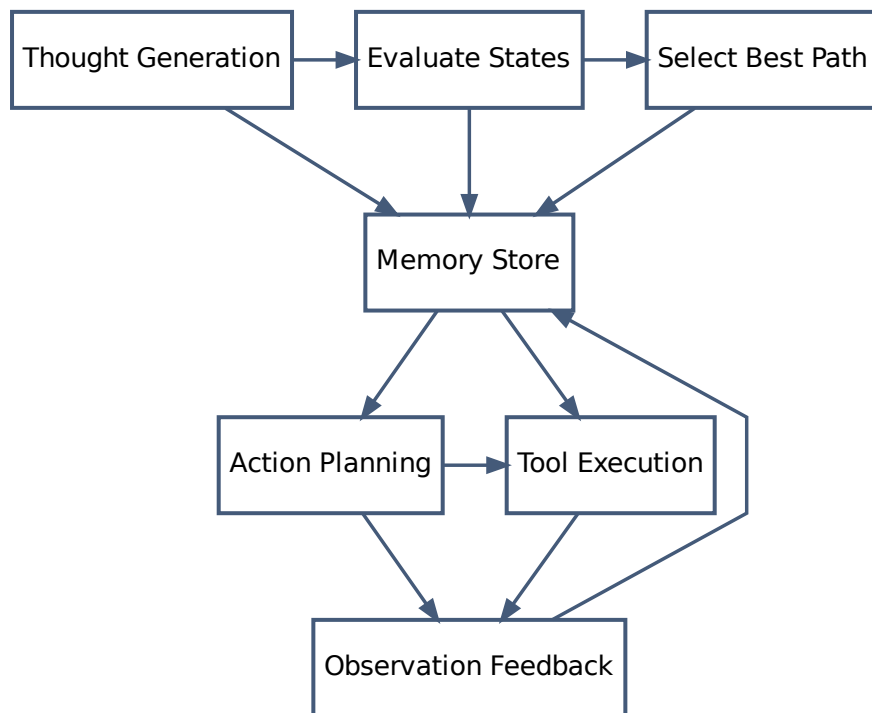 Thought Generation
Evaluate States
Select Best Path
Memory Store
Action Planning
Tool Execution
Observation Feedback